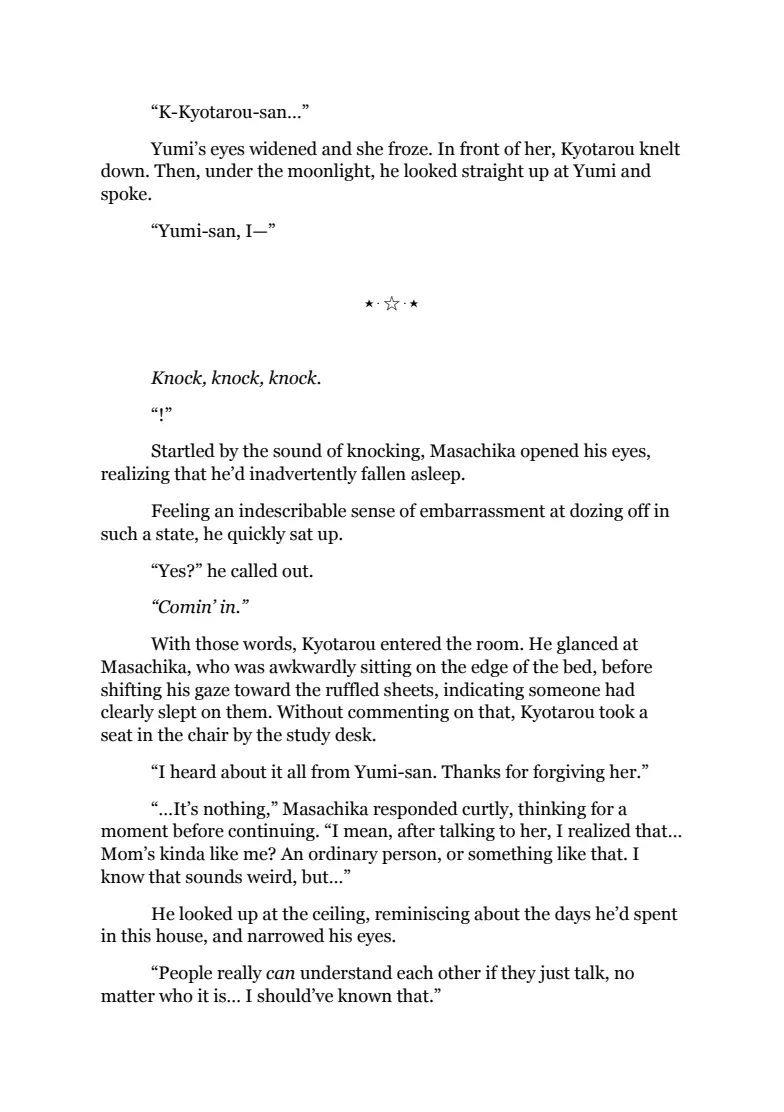 “K-Kyotarou-san…”
Yumi’s eyes widened and she froze. In front of her, Kyotarou knelt
down. Then, under the moonlight, he looked straight up at Yumi and
spoke.
“Yumi-san, I—”
⋆·☆·⋆
Knock, knock, knock.
“!”
Startled by the sound of knocking, Masachika opened his eyes,
realizing that he’d inadvertently fallen asleep.
Feeling an indescribable sense of embarrassment at dozing off in
such a state, he quickly sat up.
“Yes?” he called out.
“Comin’ in.”
With those words, Kyotarou entered the room. He glanced at
Masachika, who was awkwardly sitting on the edge of the bed, before
shifting his gaze toward the ruffled sheets, indicating someone had
clearly slept on them. Without commenting on that, Kyotarou took a
seat in the chair by the study desk.
“I heard about it all from Yumi-san. Thanks for forgiving her.”
“…It’s nothing,” Masachika responded curtly, thinking for a
moment before continuing. “I mean, after talking to her, I realized that…
Mom’s kinda like me? An ordinary person, or something like that. I
know that sounds weird, but…”
He looked up at the ceiling, reminiscing about the days he’d spent
in this house, and narrowed his eyes.
“People really can understand each other if they just talk, no
matter who it is… I should’ve known that.”